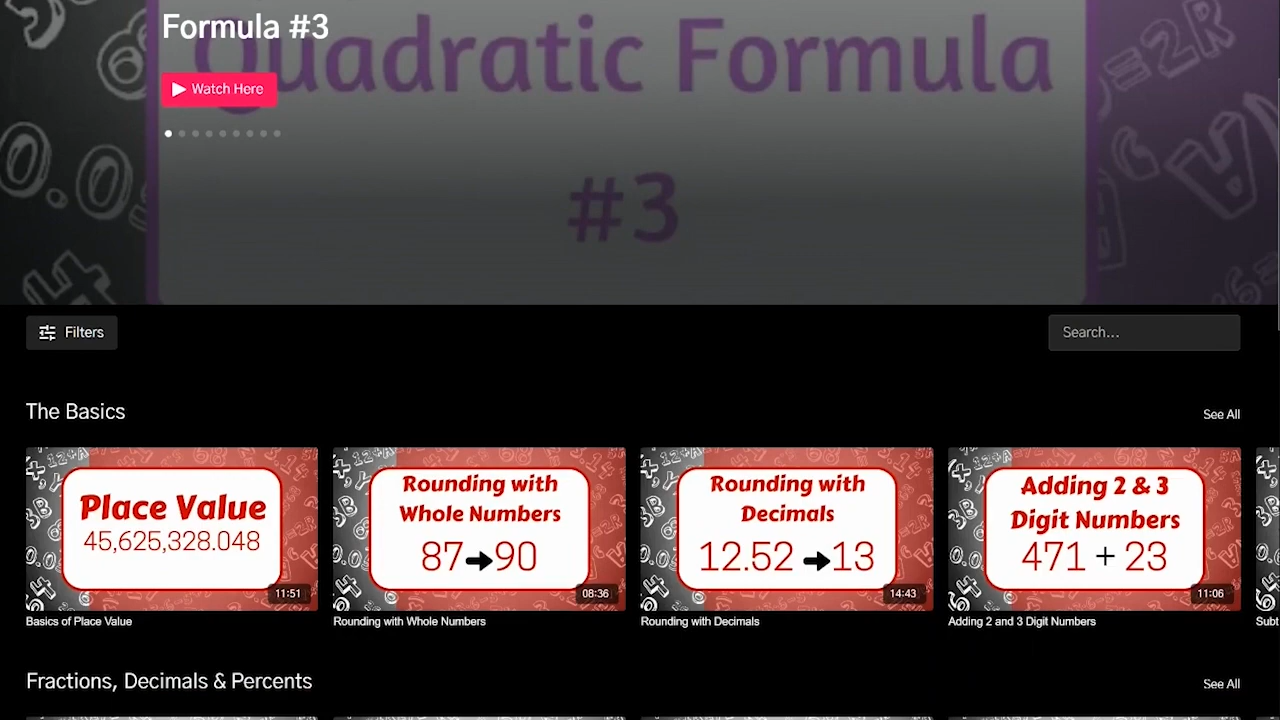 Formula #3
Quadratic Formula
Watch Here
#3
Filters
Search...
The Basics
See All
Place Value
45,625,328.048
11:51
Basics of Place Value
Rounding with
Whole Numbers
87➔90
08:36
Rounding with Whole Numbers
Rounding with
Decimals
12.52 ➔13
14:43
Rounding with Decimals
Adding 2 & 3
Digit Numbers
471 + 23
11:06
Adding 2 and 3 Digit Numbers
Subt
Fractions, Decimals & Percents
See All